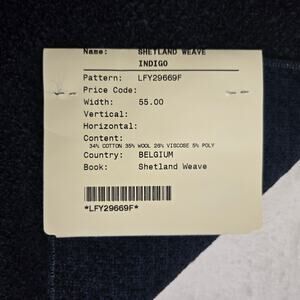 Name: SHETLAND WEAVE
INDIGO
Pattern: LFY29669F
Price Code:
Width: 55.00
Vertical:
Horizontal:
Content:
34% COTTON 35% WOOL 26% VISCOSE 5% POLY
Country: BELGIUM
Book: Shetland Weave
*LFY29669F*